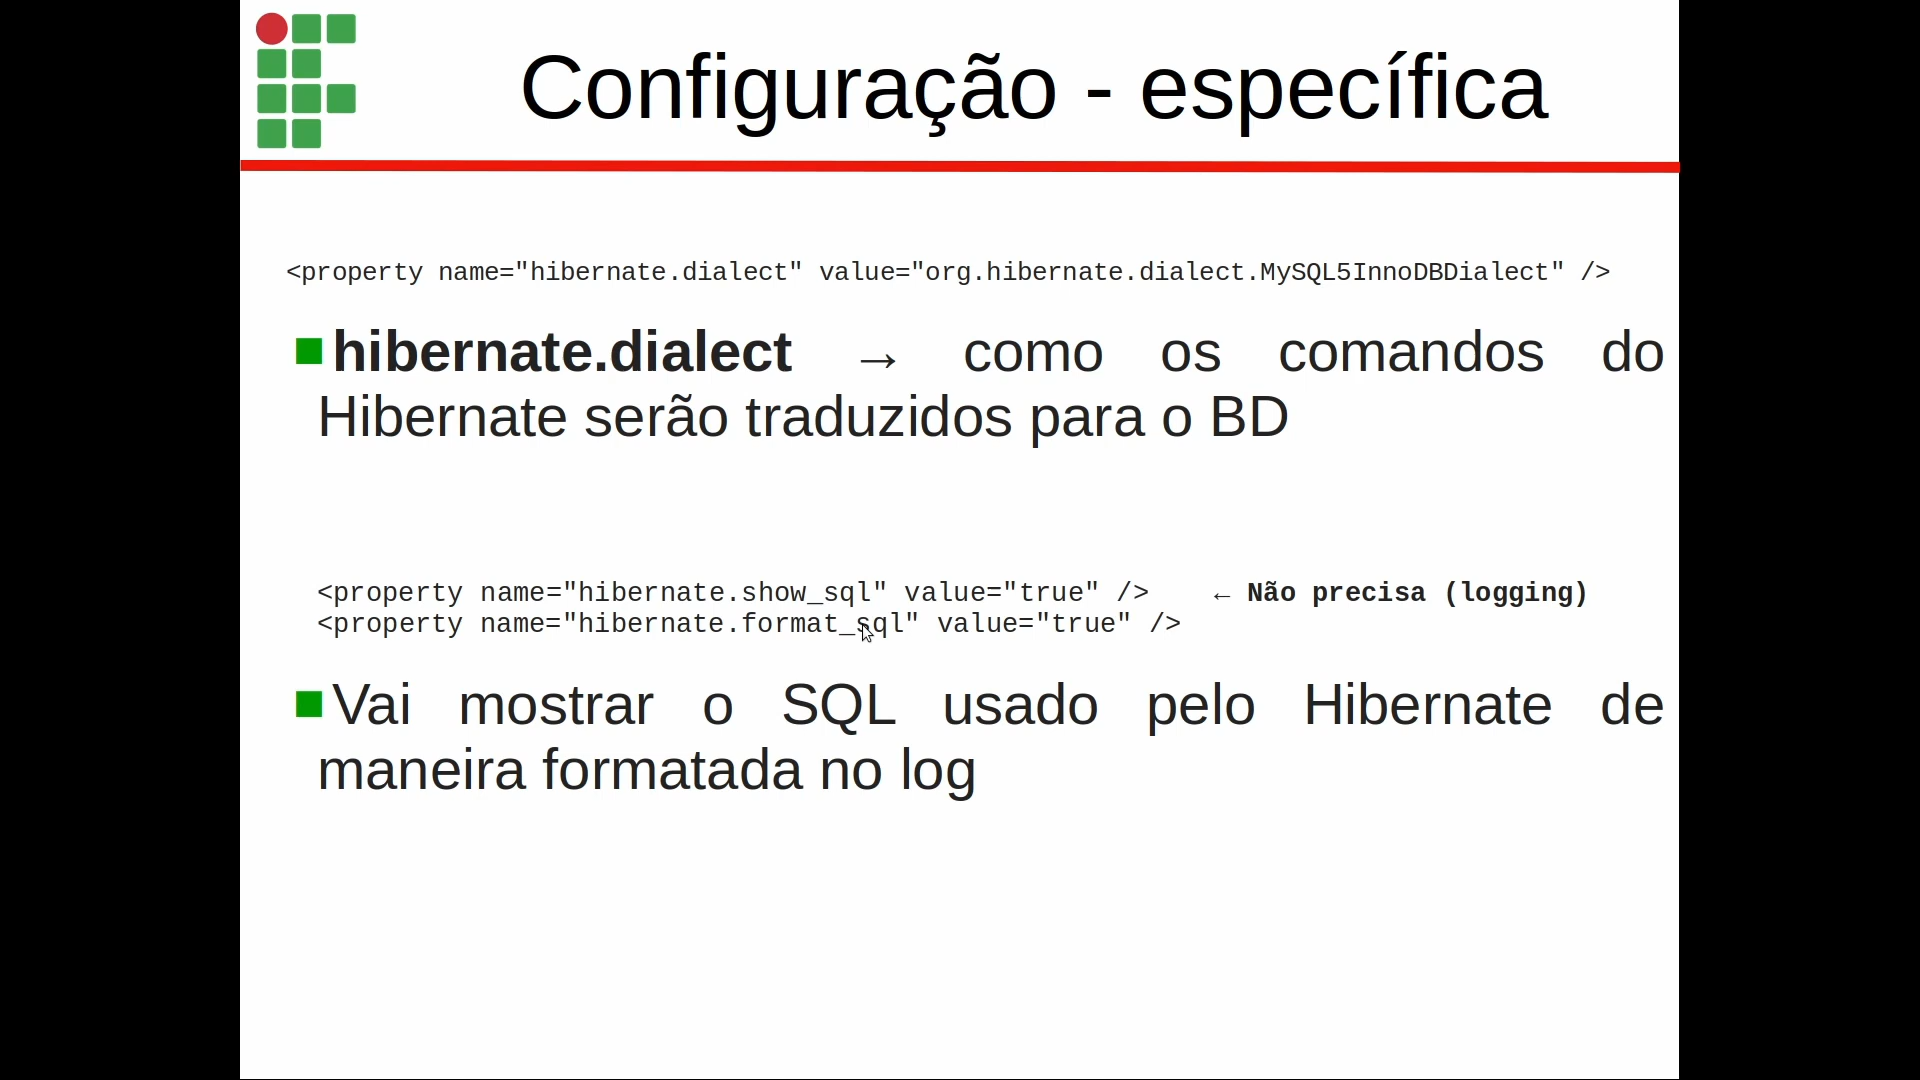 Configuração - específica
<property name="hibernate.dialect" value="org.hibernate.dialect.MySQL5InnoDBDialect" />
hibernate.dialect → como os comandos do
Hibernate serão traduzidos para o BD
<property name="hibernate.show_sql" value="true" /> ← Não precisa (logging)
<property name="hibernate.format_sql" value="true" />
Vai mostrar o SQL usado pelo Hibernate de
maneira formatada no log